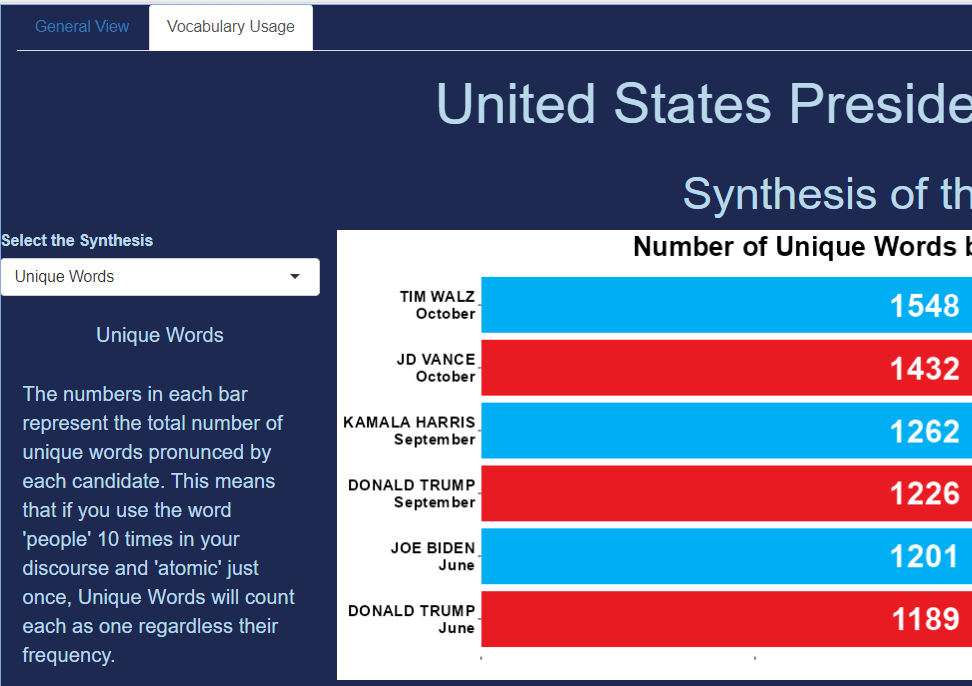 General View
Vocabulary Usage
United States Preside
Synthesis of th
Select the Synthesis
Unique Words
Unique Words
The numbers in each bar
represent the total number of
unique words pronunced by
each candidate. This means
that if you use the word
'people' 10 times in your
discourse and 'atomic' just
once, Unique Words will count
each as one regardless their
frequency.
Number of Unique Words b
TIM WALZ
October
1548
JD VANCE
October
1432
KAMALA HARRIS
September
1262
DONALD TRUMP
September
1226
JOE BIDEN
June
1201
DONALD TRUMP
June
1189